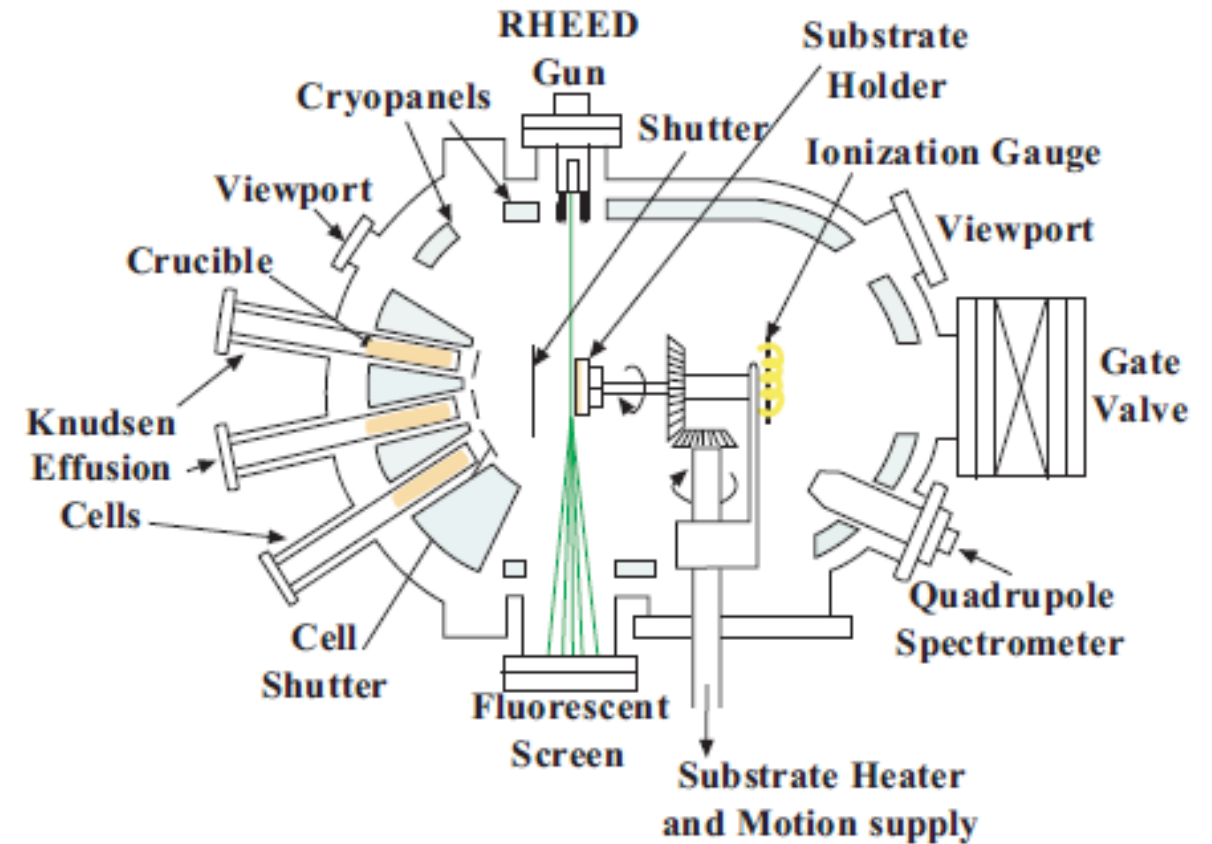 RHEED
Gun
Substrate
Holder
Cryopanels
Shutter
Ionization Gauge
Viewport
Viewport
Crucible
Gate
Valve
Knudsen
Effusion
Cells
Quadrupole
Spectrometer
Cell
Shutter
Fluorescent
Screen
Substrate Heater
and Motion supply